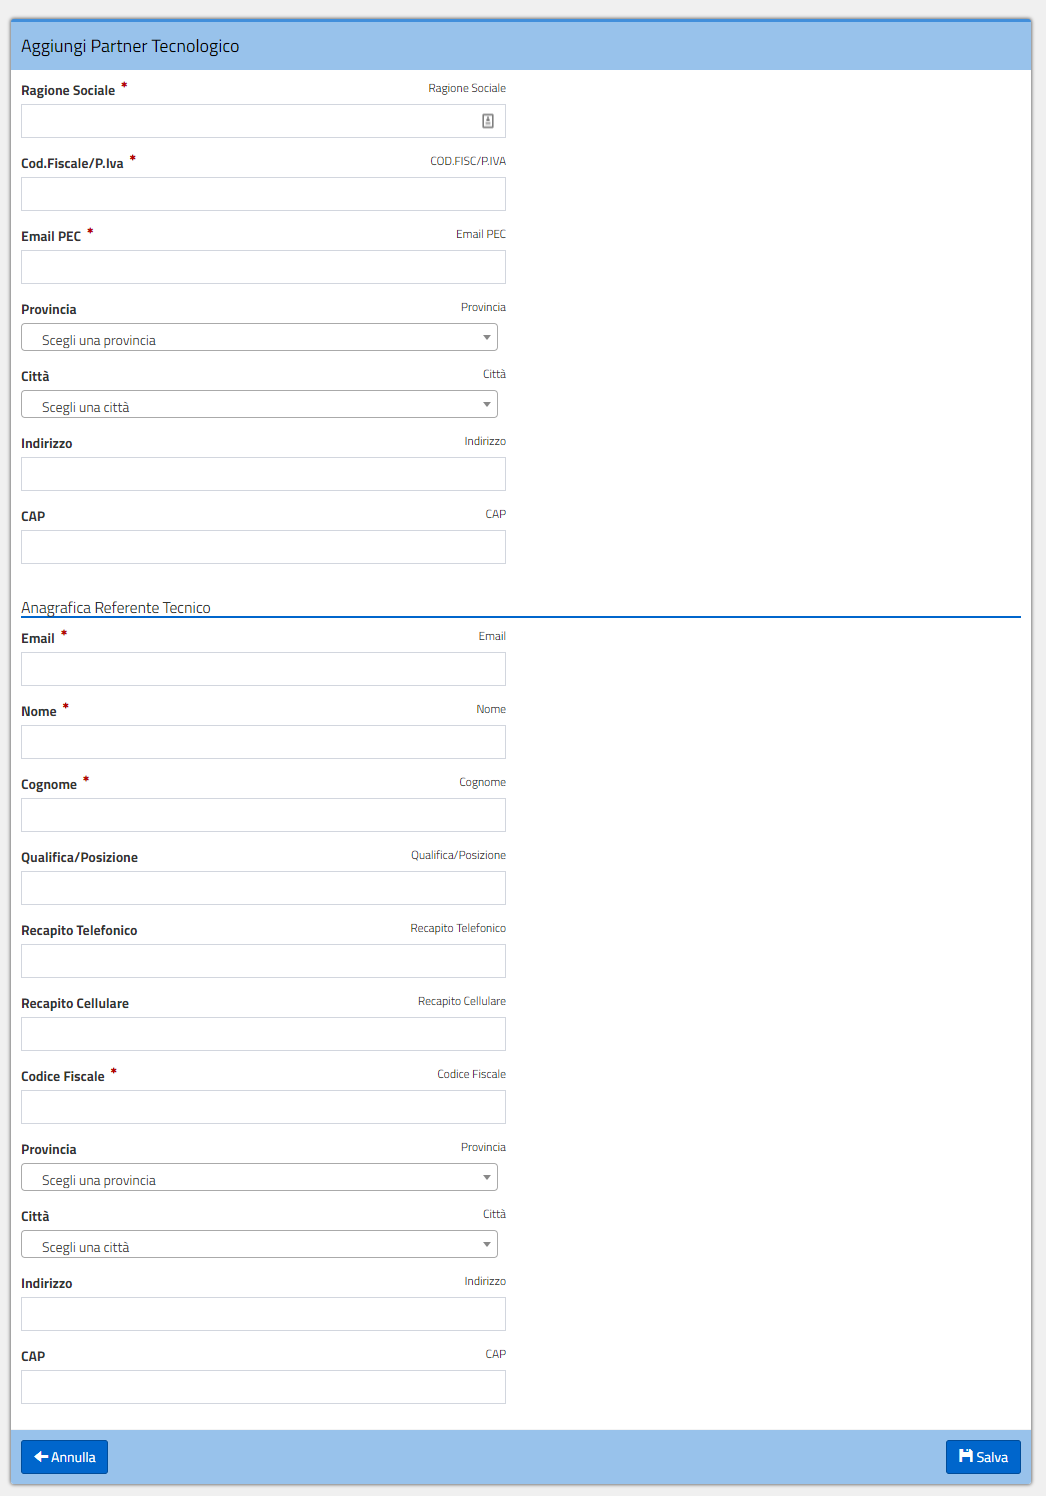 Aggiungi Partner Tecnologico
Ragione Sociale * Ragione Sociale
Cod.Fiscale/P.Iva * COD.FISC/P.IVA
Email PEC * Email PEC
Provincia Provincia
Scegli una provincia
Città Città
Scegli una città
Indirizzo Indirizzo
CAP CAP
Anagrafica Referente Tecnico
Email * Email
Nome * Nome
Cognome * Cognome
Qualifica/Posizione Qualifica/Posizione
Recapito Telefonico Recapito Telefonico
Recapito Cellulare Recapito Cellulare
Codice Fiscale * Codice Fiscale
Provincia Provincia
Scegli una provincia
Città Città
Scegli una città
Indirizzo Indirizzo
CAP CAP
Annulla Salva